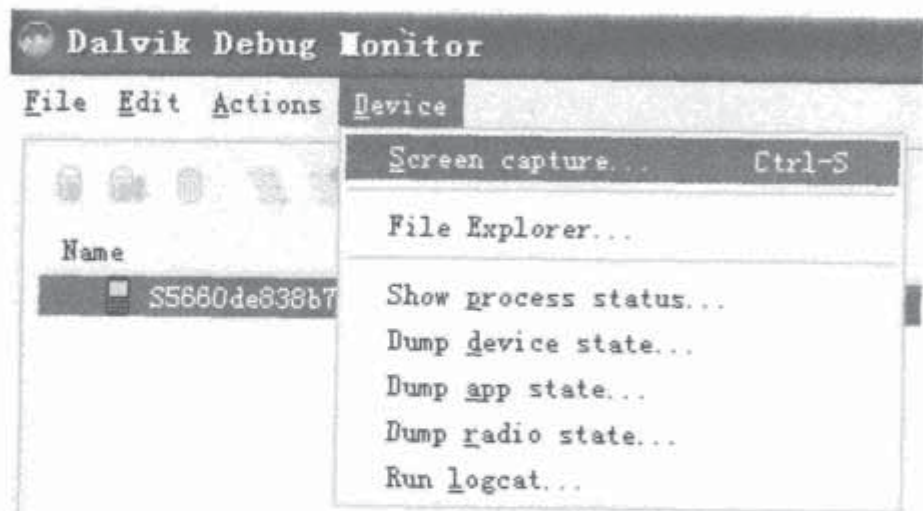 Dalvik Debug Monitor
File Edit Actions Device
Screen capture... Ctrl-S
File Explorer...
Name
S5660de838b7
Show process status...
Dump device state...
Dump app state...
Dump radio state...
Run logcat...